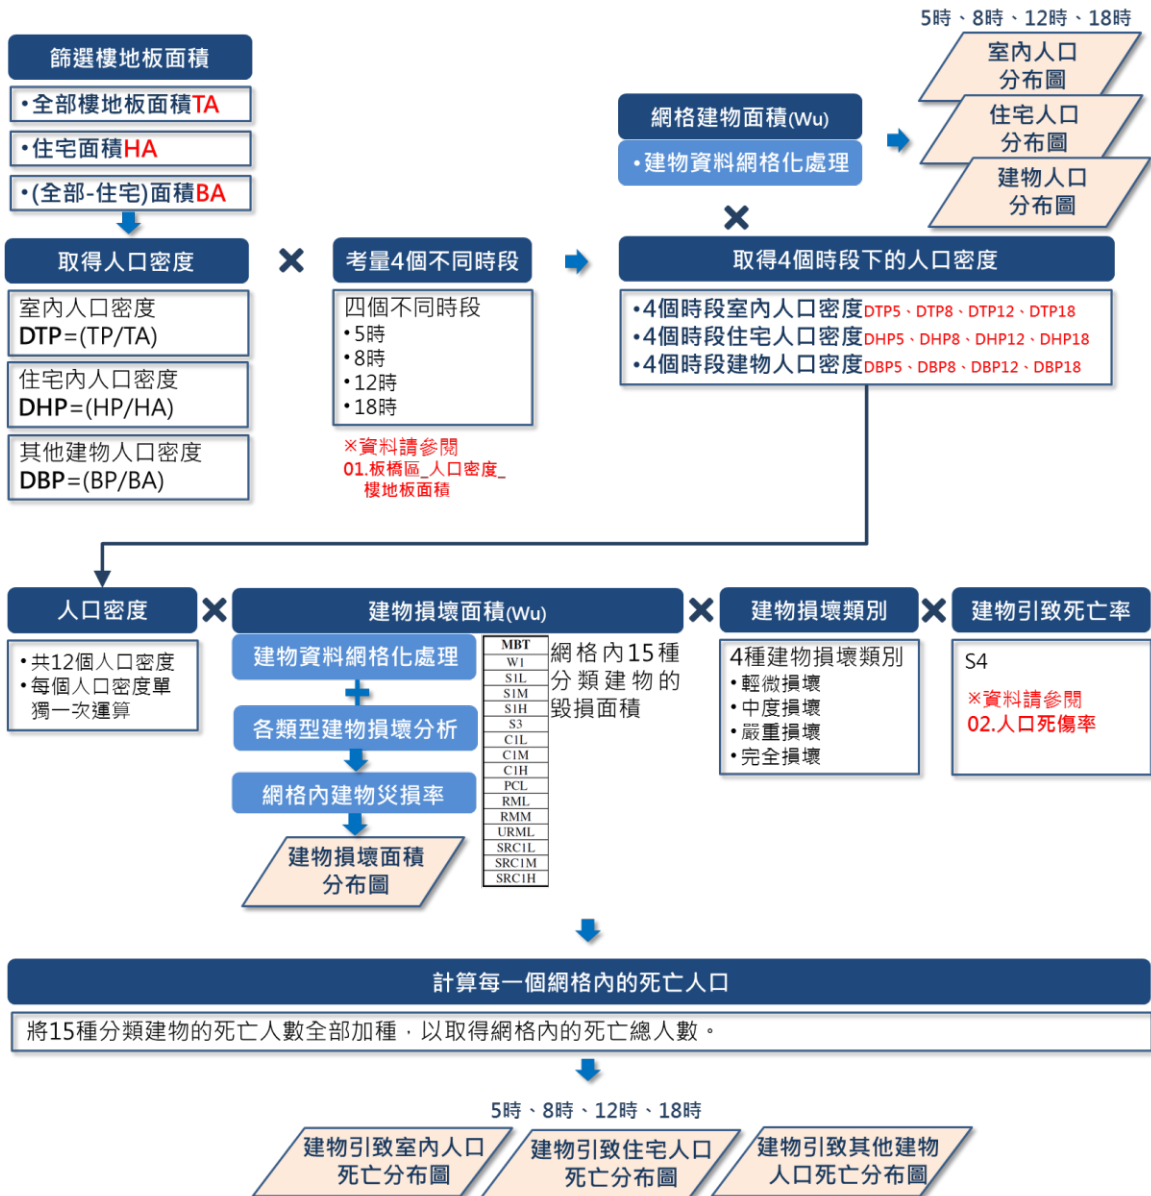 篩選樓地板面積
•全部樓地板面積TA
•住宅面積HA
•(全部-住宅)面積BA
取得人口密度
室內人口密度
DTP=(TP/TA)
住宅內人口密度
DHP=(HP/HA)
其他建物人口密度
DBP=(BP/BA)
考量4個不同時段
四個不同時段
•5時
•8時
•12時
•18時
※資料請參閱
01.板橋區_人口密度_
樓地板面積
網格建物面積(Wu)
•建物資料網格化處理
5時、8時、12時、18時
室內人口
分布圖
住宅人口
分布圖
建物人口
分布圖
取得4個時段下的人口密度
•4個時段室內人口密度DTP5、DTP8、DTP12、DTP18
•4個時段住宅人口密度DHP5、DHP8、DHP12、DHP18
•4個時段建物人口密度DBP5、DBP8、DBP12、DBP18
人口密度
•共12個人口密度
•每個人口密度單
獨一次運算
建物損壞面積(Wu)
建物資料網格化處理
各類型建物損壞分析
網格內建物災損率
建物損壞面積
分布圖
MBT
W1
S1L
S1M
S1H
S3
C1L
C1M
C1H
PCL
RML
RMM
URML
SRC1L
SRC1M
SRC1H
網格內15種
分類建物的
毀損面積
建物損壞類別
4種建物損壞類別
•輕微損壞
•中度損壞
•嚴重損壞
•完全損壞
建物引致死亡率
S4
※資料請參閱
02.人口死傷率
計算每一個網格內的死亡人口
將15種分類建物的死亡人數全部加種，以取得網格內的死亡總人數。
5時、8時、12時、18時
建物引致室內人口
死亡分布圖
建物引致住宅人口
死亡分布圖
建物引致其他建物
人口死亡分布圖